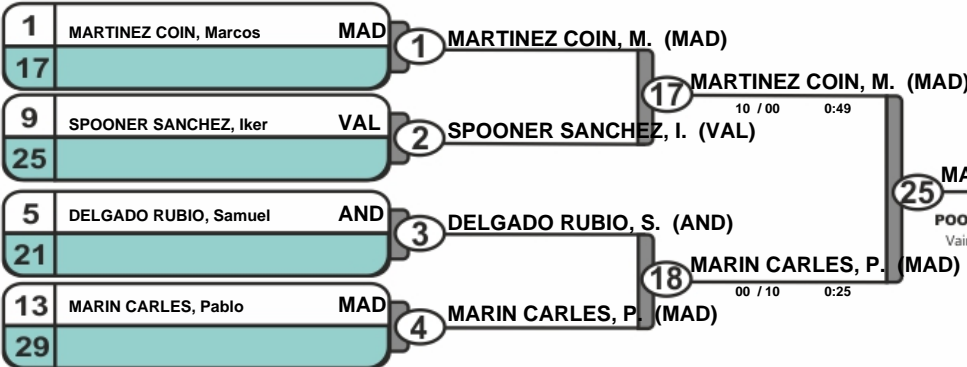 1 MARTINEZ COIN, Marcos MAD
17
1 MARTINEZ COIN, M. (MAD)
9 SPOONER SANCHEZ, Iker VAL
25
2 SPOONER SANCHEZ, I. (VAL)
17 MARTINEZ COIN, M. (MAD)
10 / 00 0:49
5 DELGADO RUBIO, Samuel AND
21
3 DELGADO RUBIO, S. (AND)
13 MARIN CARLES, Pablo MAD
29
4 MARIN CARLES, P. (MAD)
18 MARIN CARLES, P. (MAD)
00 / 10 0:25
25 MA
POO
Vain